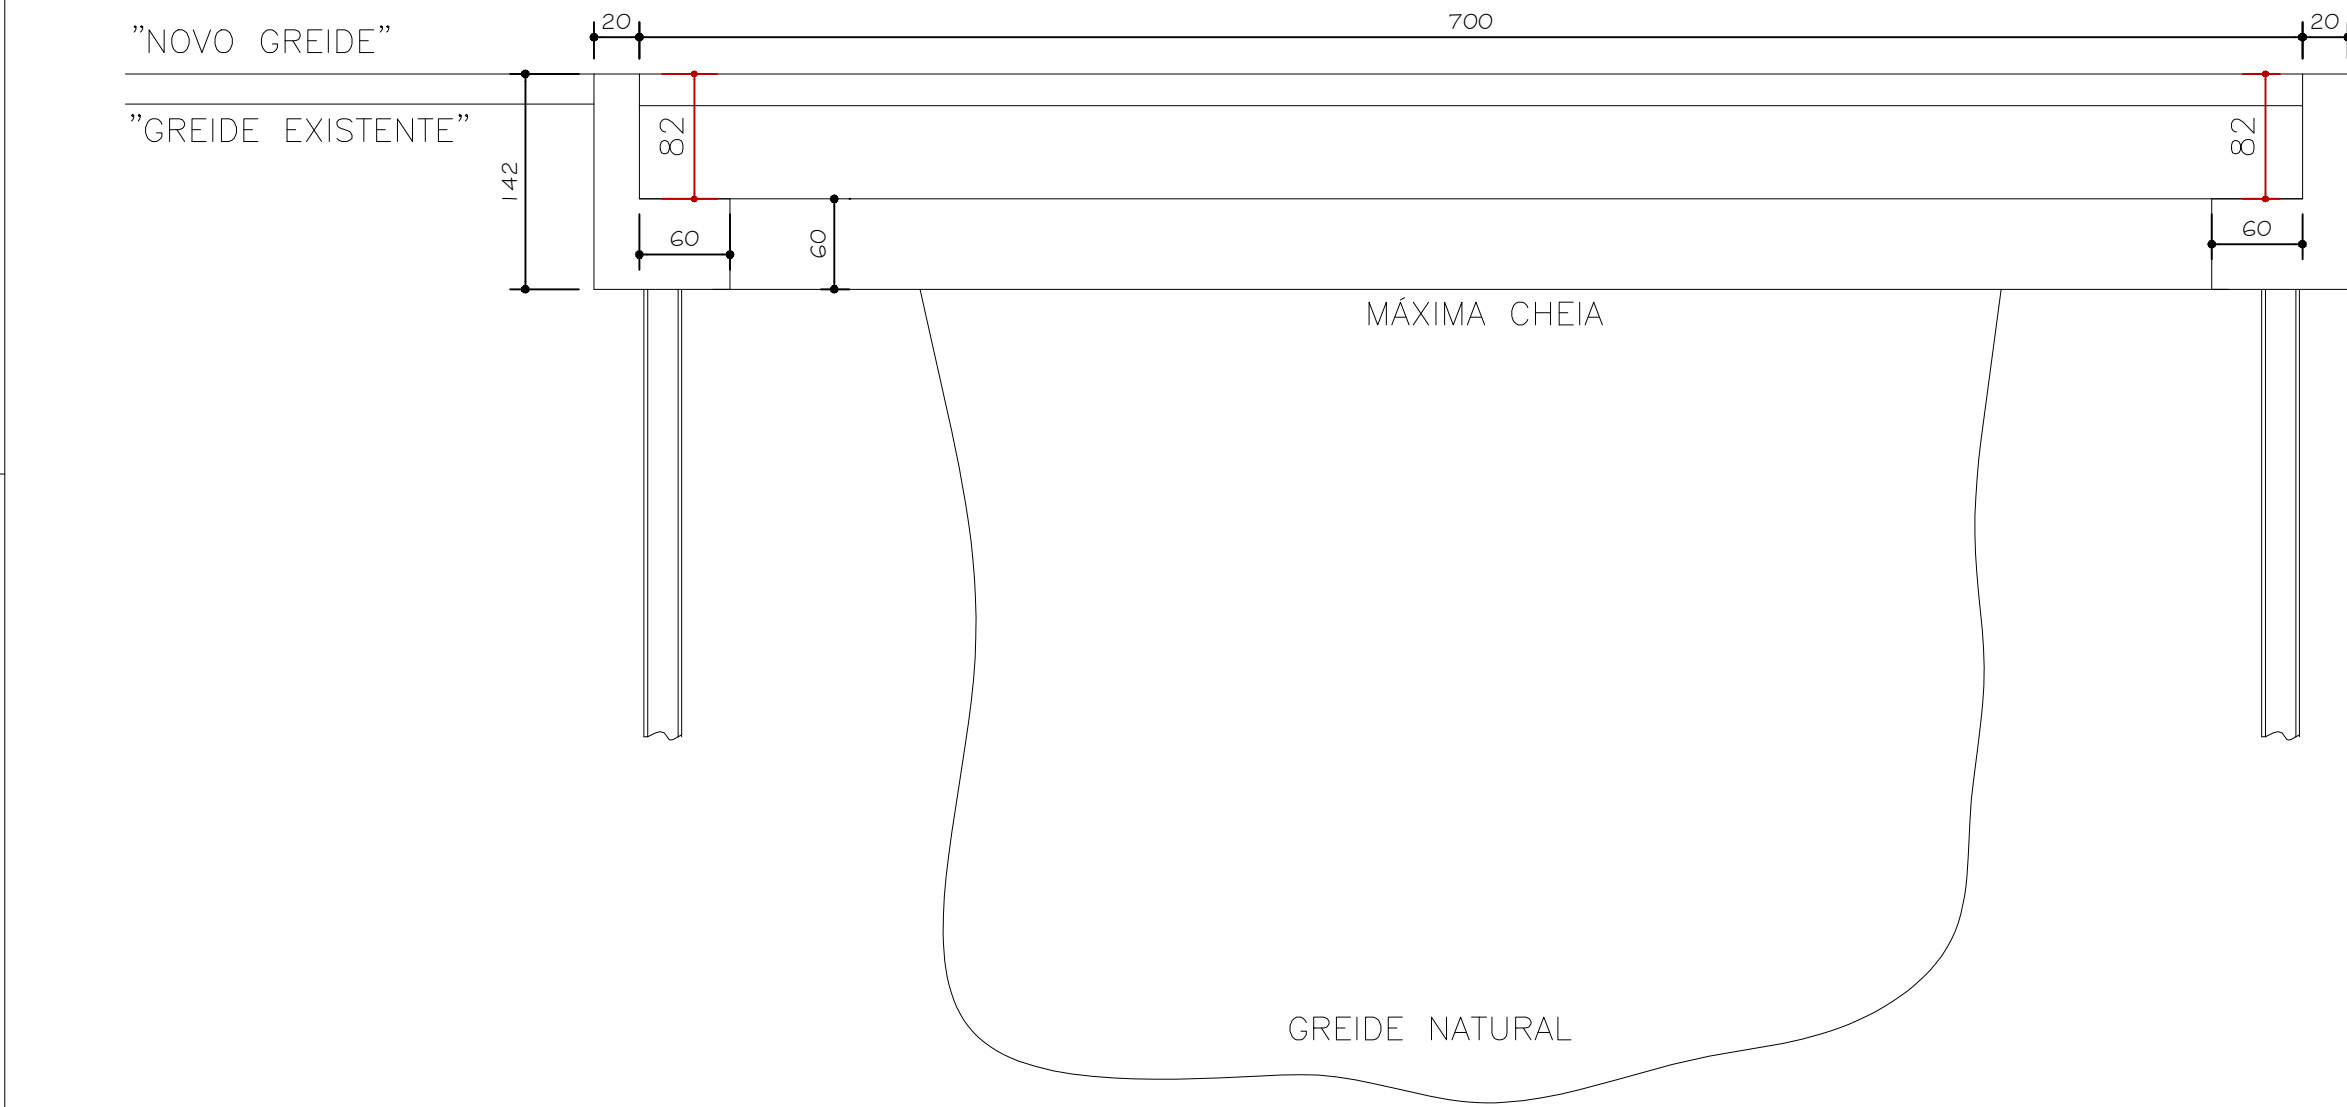 20
700
20
”NOVO GREIDE”
”GREIDE EXISTENTE”
82
82
142
60
60
60
MÁXIMA CHEIA
GREIDE NATURAL